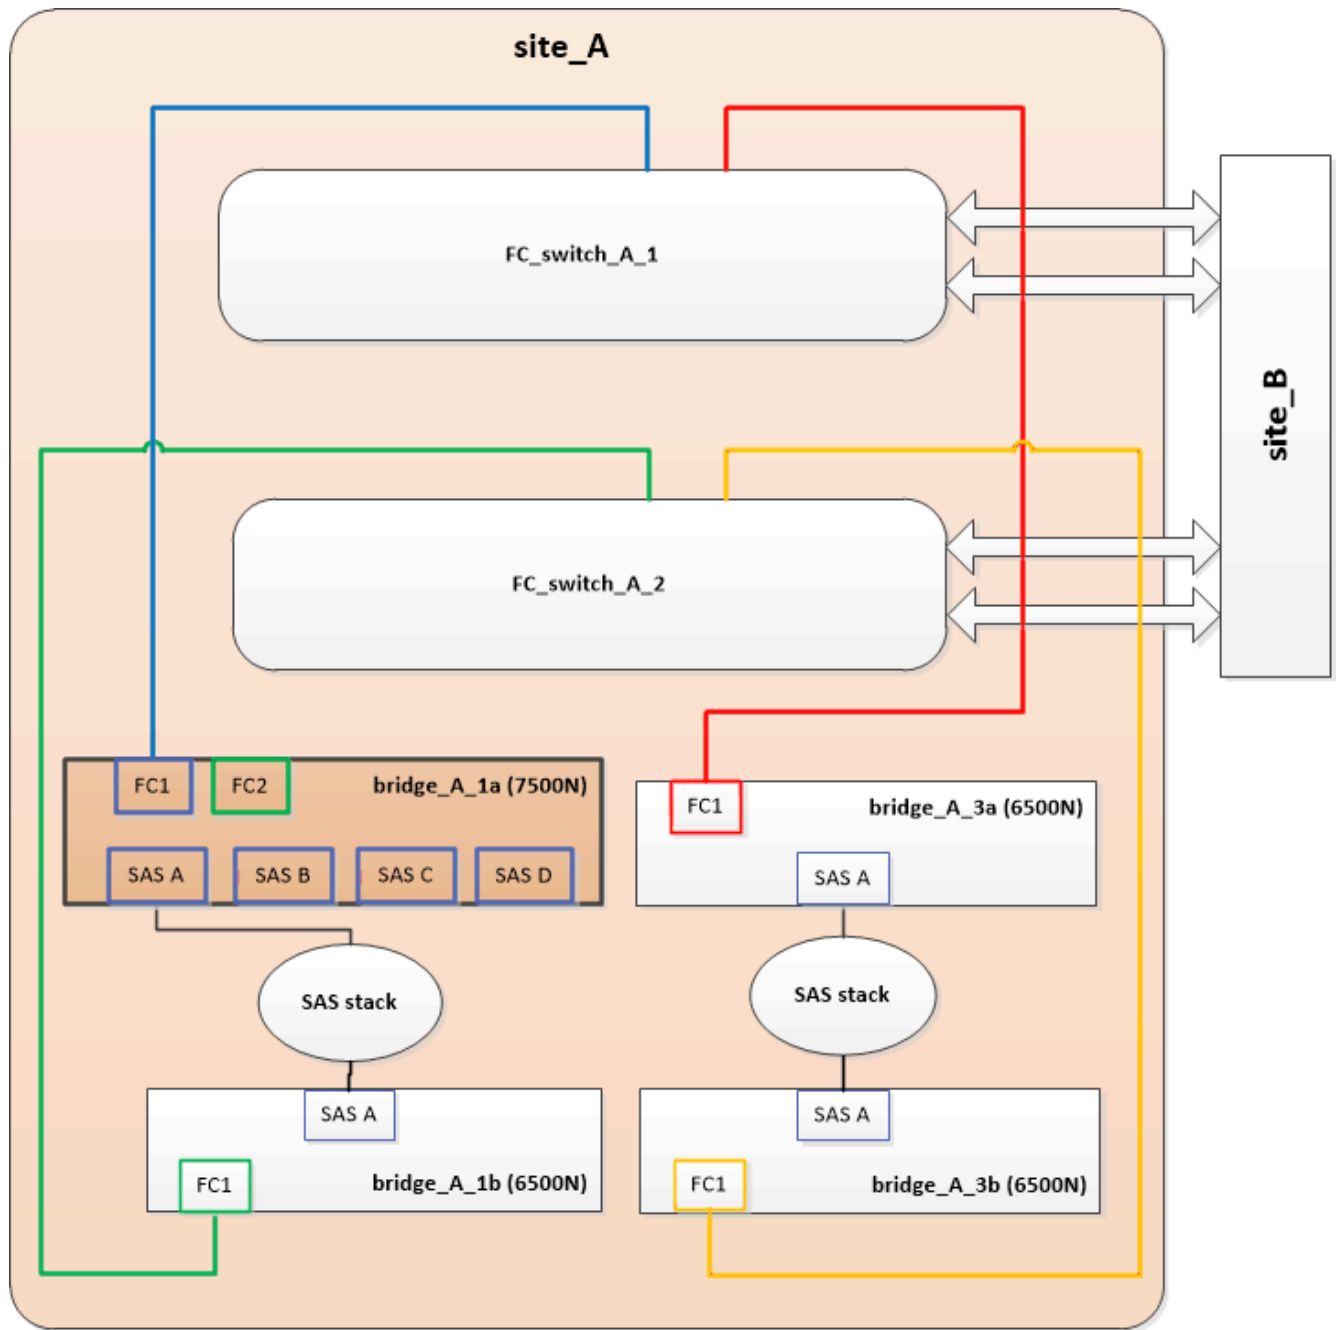 site_A
FC_switch_A_1
site_B
FC_switch_A_2
FC1
FC2
bridge_A_1a (7500N)
SAS A
SAS B
SAS C
SAS D
FC1
bridge_A_3a (6500N)
SAS A
SAS stack
SAS stack
SAS A
FC1
bridge_A_1b (6500N)
SAS A
FC1
bridge_A_3b (6500N)